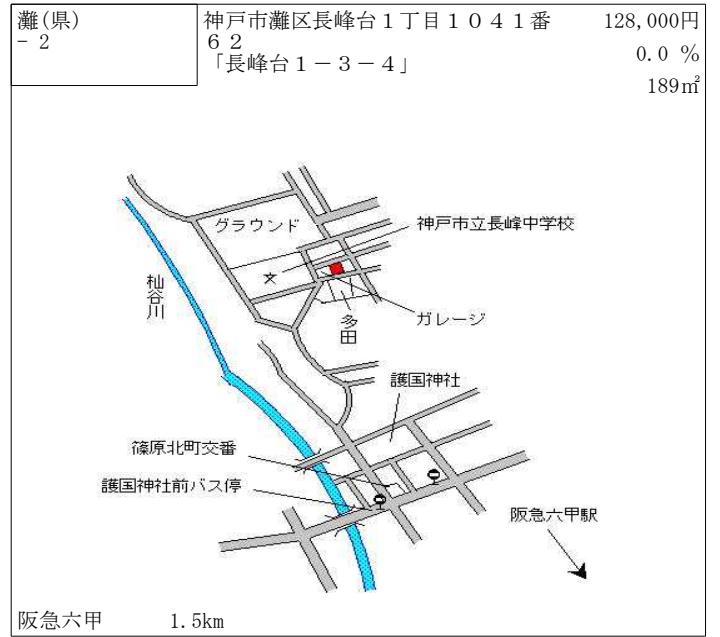 灘(県)
- 2
神戸市灘区長峰台１丁目１０４１番
６２
「長峰台１－３－４」
128,000円
0.0 %
189㎡
グラウンド
神戸市立長峰中学校
文
杣谷川
多田
ガレージ
護国神社
篠原北町交番
護国神社前バス停
阪急六甲駅
阪急六甲 1.5km